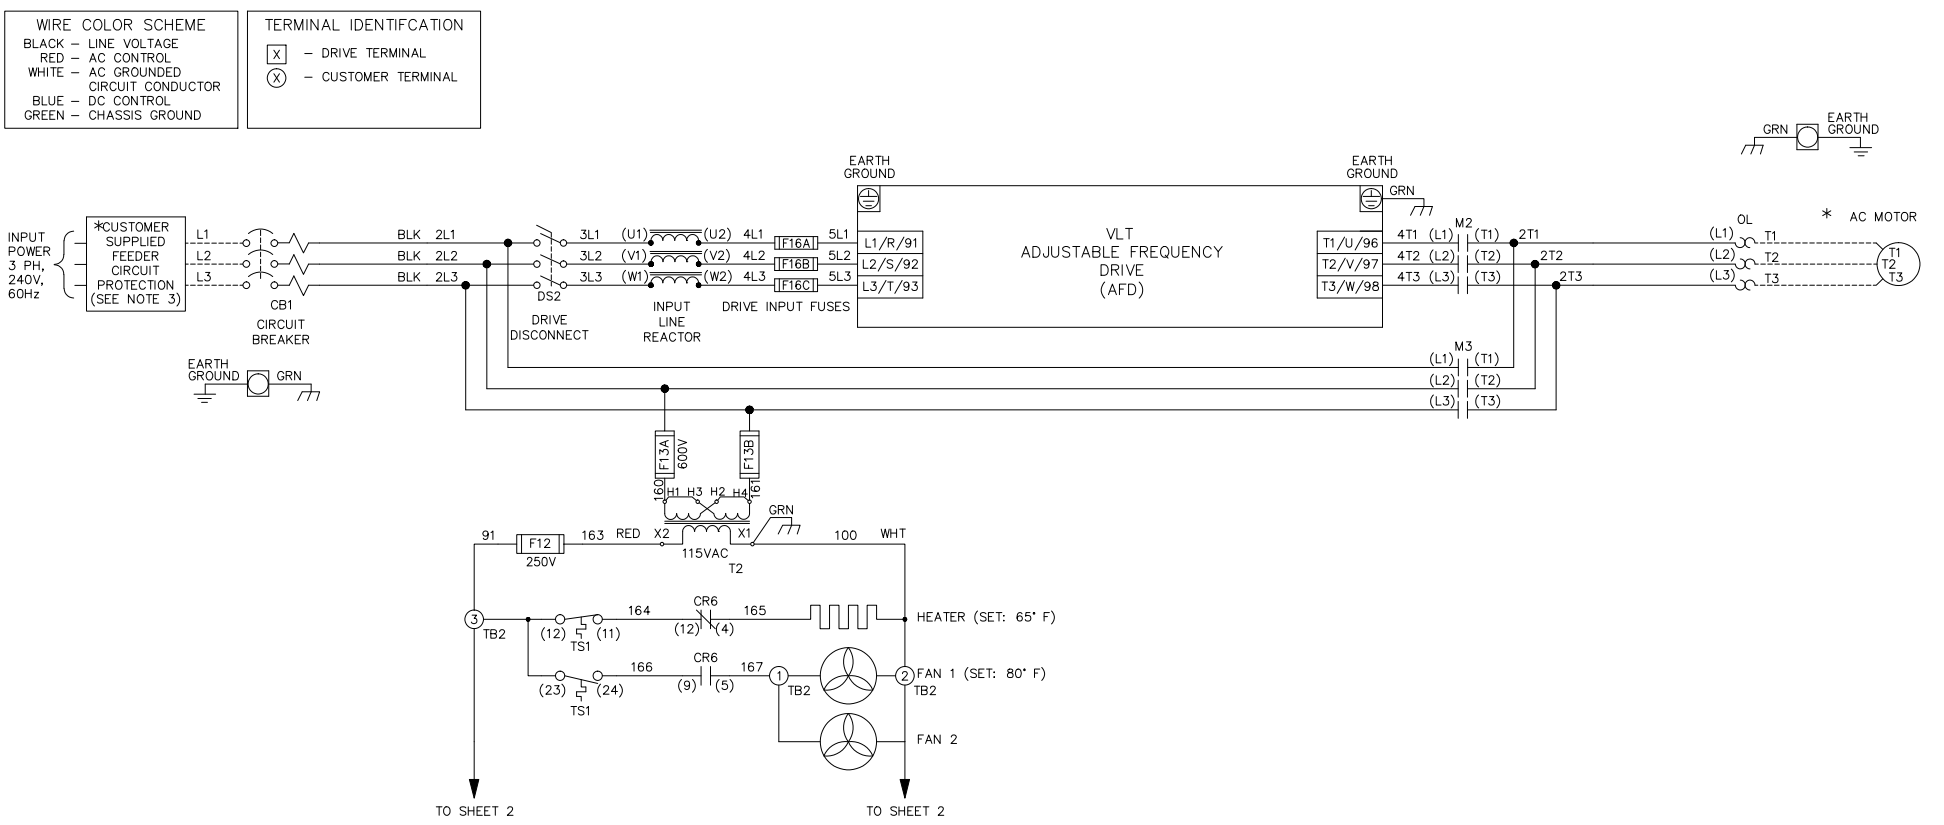 WIRE COLOR SCHEME
BLACK – LINE VOLTAGE
RED – AC CONTROL
WHITE – AC GROUNDED
CIRCUIT CONDUCTOR
BLUE – DC CONTROL
GREEN – CHASSIS GROUND
TERMINAL IDENTIFCATION
X – DRIVE TERMINAL
X – CUSTOMER TERMINAL
GRN
EARTH
GROUND
EARTH
GROUND
EARTH
GROUND
GRN
INPUT
POWER
3 PH,
240V,
60Hz
*CUSTOMER
SUPPLIED
FEEDER
CIRCUIT
PROTECTION
(SEE NOTE 3)
L1
L2
L3
CB1
CIRCUIT
BREAKER
BLK 2L1
BLK 2L2
BLK 2L3
DS2
DRIVE
DISCONNECT
3L1 (U1) (U2) 4L1 F16A 5L1 L1/R/91
3L2 (V1) (V2) 4L2 F16B 5L2 L2/S/92
3L3 (W1) (W2) 4L3 F16C 5L3 L3/T/93
INPUT
LINE
REACTOR
DRIVE INPUT FUSES
VLT
ADJUSTABLE FREQUENCY
DRIVE
(AFD)
M2
T1/U/96 4T1 (L1) (T1) 2T1
T2/V/97 4T2 (L2) (T2) 2T2
T3/W/98 4T3 (L3) (T3) 2T3
OL
(L1) T1
(L2) T2
(L3) T3
* AC MOTOR
T1
T2
T3
M3
(L1) (T1)
(L2) (T2)
(L3) (T3)
EARTH
GROUND
GRN
F13A
600V
F13B
160
161
H1 H3 H2 H4
GRN
91 F12 163 RED X2 X1 100 WHT
250V
115VAC
T2
3
TB2
(12) (11)
TS1
164
CR6
(12) (4)
165
HEATER (SET: 65° F)
(23) (24)
TS1
166
CR6
(9) (5)
167
1
TB2
2
TB2
FAN 1 (SET: 80° F)
FAN 2
TO SHEET 2
TO SHEET 2